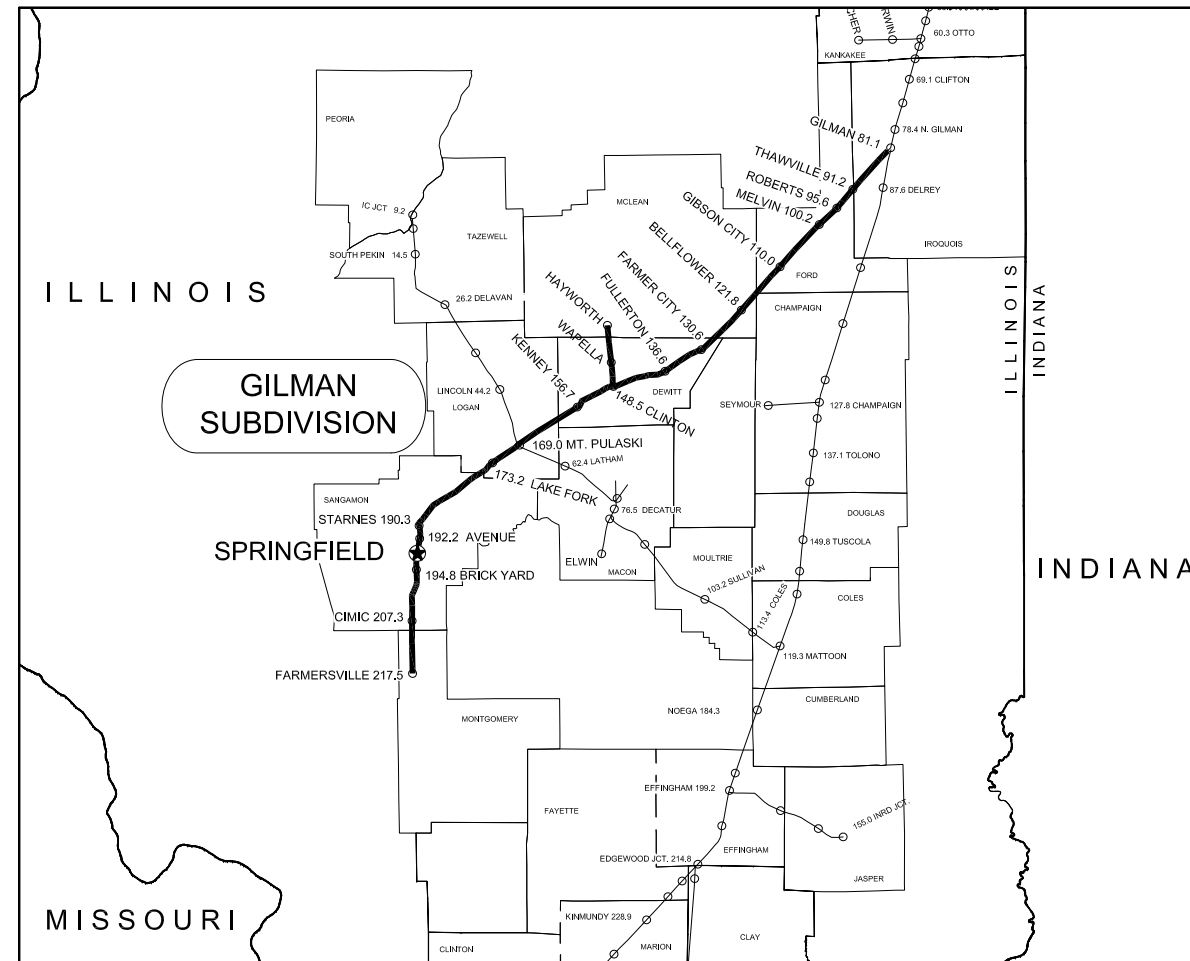 60.3 OTTO
KANKAKEE
69.1 CLIFTON
78.4 N. GILMAN
GILMAN 81.1
THAWVILLE 91.2
87.6 DELREY
ROBERTS 95.6
MELVIN 100.2
IROQUOIS
GIBSON CITY 110.0
FORD
BELLFLOWER 121.8
FARMER CITY 130.6
FULLERTON 136.6
HAYWORTH
WAPELLA
KENNEY 156.7
MCLEAN
PEORIA
IC JCT 9.2
TAZEWELL
SOUTH PEKIN 14.5
26.2 DELAVAN
ILLINOIS
ILLINOIS
INDIANA
CHAMPAIGN
GILMAN
SUBDIVISION
LINCOLN 44.2
LOGAN
DEWITT
148.5 CLINTON
SEYMOUR
127.8 CHAMPAIGN
169.0 MT. PULASKI
62.4 LATHAM
137.1 TOLONO
173.2 LAKE FORK
SANGAMON
STARNES 190.3
76.5 DECATUR
DOUGLAS
192.2 AVENUE
SPRINGFIELD
149.8 TUSCOLA
ELWIN
MACON
MOULTRIE
INDIANA
194.8 BRICK YARD
103.2 SULLIVAN
113.4 COLES
COLES
CIMIC 207.3
119.3 MATTOON
FARMERSVILLE 217.5
CUMBERLAND
NOEGA 184.3
MONTGOMERY
EFFINGHAM 199.2
FAYETTE
155.0 INRD JCT.
EFFINGHAM
EDGEWOOD JCT. 214.8
JASPER
MISSOURI
KINMUNDY 228.9
CLINTON
MARION
CLAY